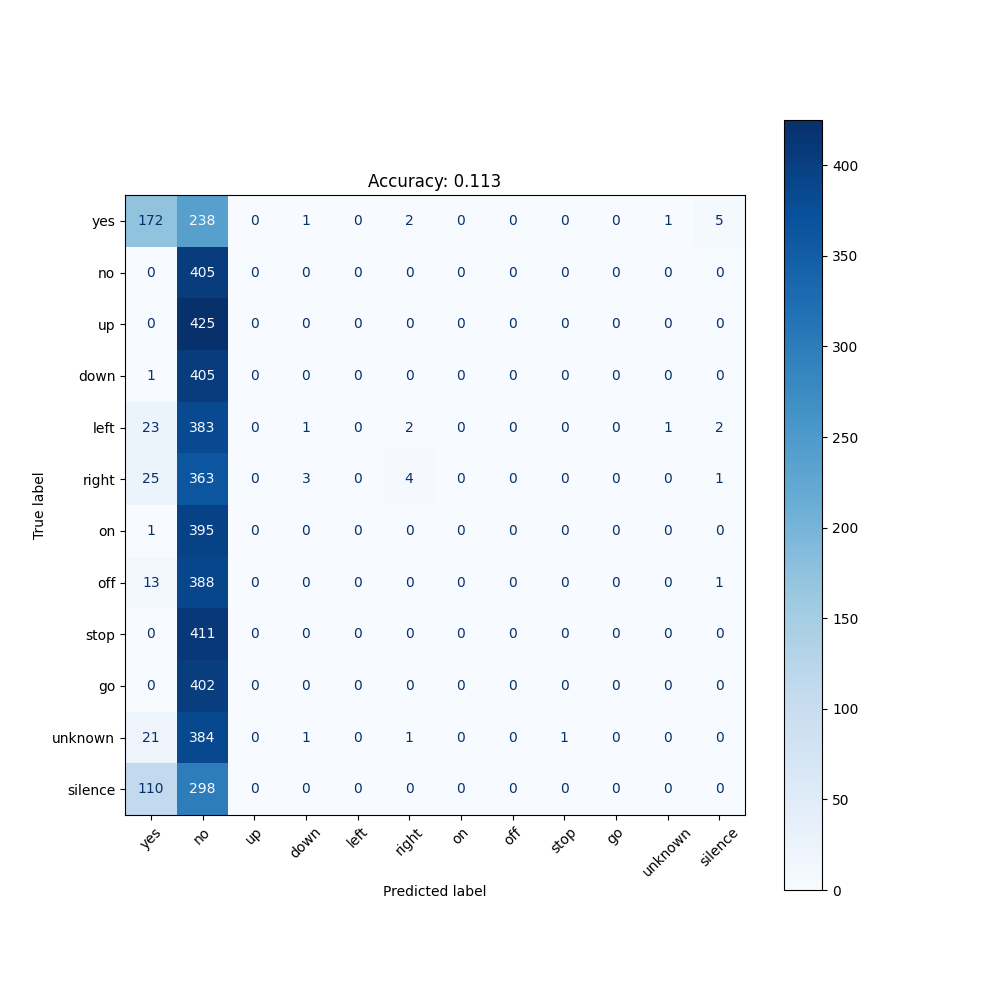 Accuracy: 0.113
yes 172 238 0 1 0 2 0 0 0 0 1 5
no 0 405 0 0 0 0 0 0 0 0 0 0
up 0 425 0 0 0 0 0 0 0 0 0 0
down 1 405 0 0 0 0 0 0 0 0 0 0
left 23 383 0 1 0 2 0 0 0 0 1 2
right 25 363 0 3 0 4 0 0 0 0 0 1
on 1 395 0 0 0 0 0 0 0 0 0 0
off 13 388 0 0 0 0 0 0 0 0 0 1
stop 0 411 0 0 0 0 0 0 0 0 0 0
go 0 402 0 0 0 0 0 0 0 0 0 0
unknown 21 384 0 1 0 1 0 0 1 0 0 0
silence 110 298 0 0 0 0 0 0 0 0 0 0
yes no up down left right on off stop go unknown silence
Predicted label
True label
400
350
300
250
200
150
100
50
0